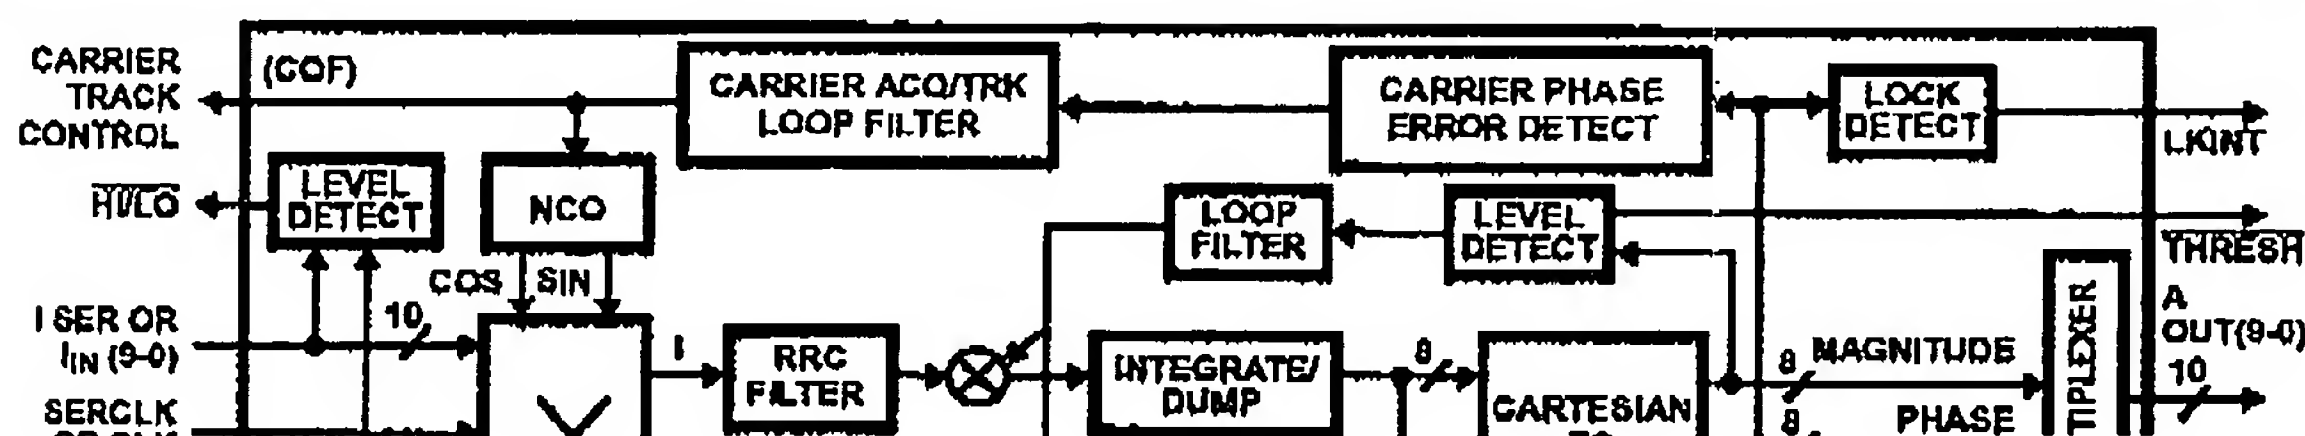 CARRIER
TRACK
CONTROL
(COF)
CARRIER ACQ/TRK
LOOP FILTER
CARRIER PHASE
ERROR DETECT
LOCK
DETECT
LKINT
HI/LO
LEVEL
DETECT
NCO
LOOP
FILTER
LEVEL
DETECT
THRESH
COS SIN
I SER OR
IIN (9-0)
10
I
RRC
FILTER
INTEGRATE/
DUMP
8
CARTESIAN
8
MAGNITUDE
8
PHASE
TIPLEXER
A
OUT(9-0)
10
SERCLK